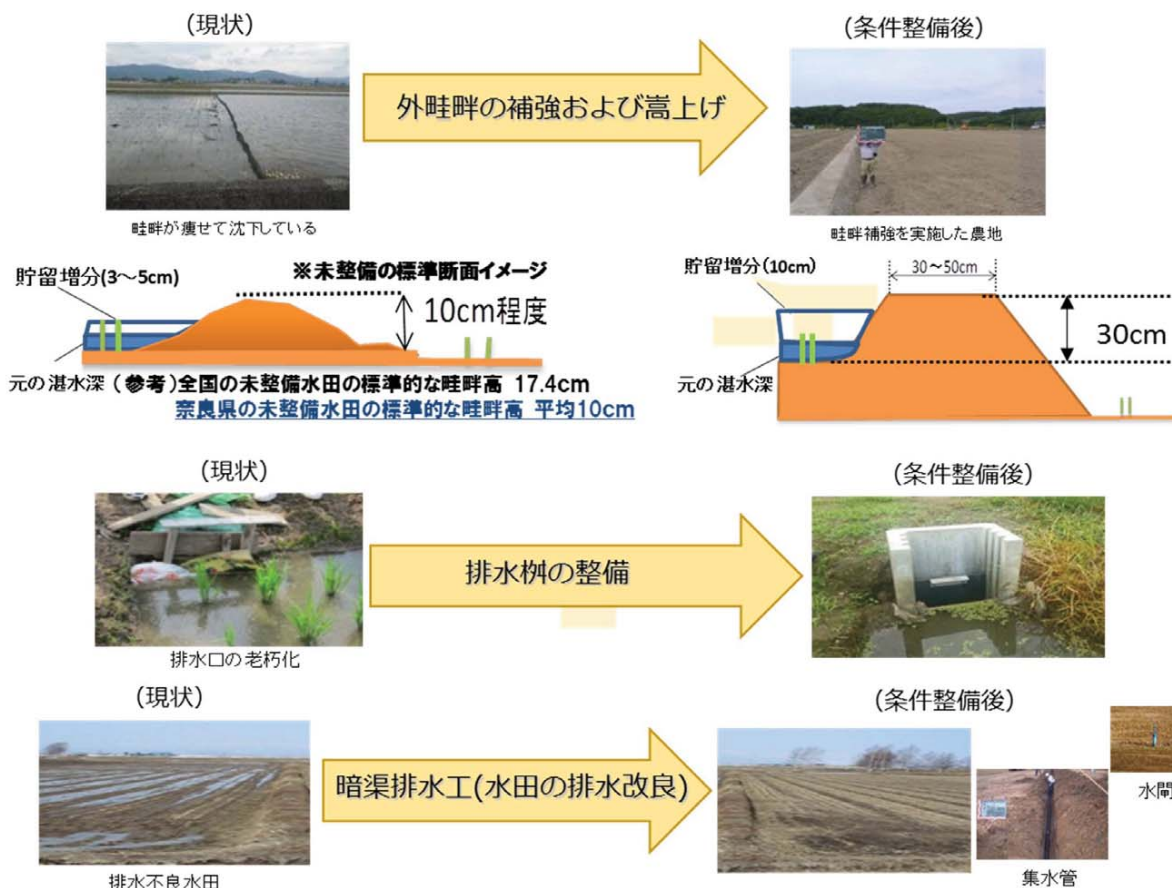 (現状)
(条件整備後)
外畦畔の補強および嵩上げ
畦畔が痩せて沈下している
畦畔補強を実施した農地
貯留増分(3～5cm)
※未整備の標準断面イメージ
10cm程度
元の湛水深
(参考)全国の未整備水田の標準的な畦畔高 17.4cm
奈良県の未整備水田の標準的な畦畔高 平均10cm
貯留増分(10cm)
30～50cm
30cm
元の湛水深
(現状)
(条件整備後)
排水桝の整備
排水口の老朽化
(現状)
(条件整備後)
暗渠排水工(水田の排水改良)
水閘
排水不良水田
集水管